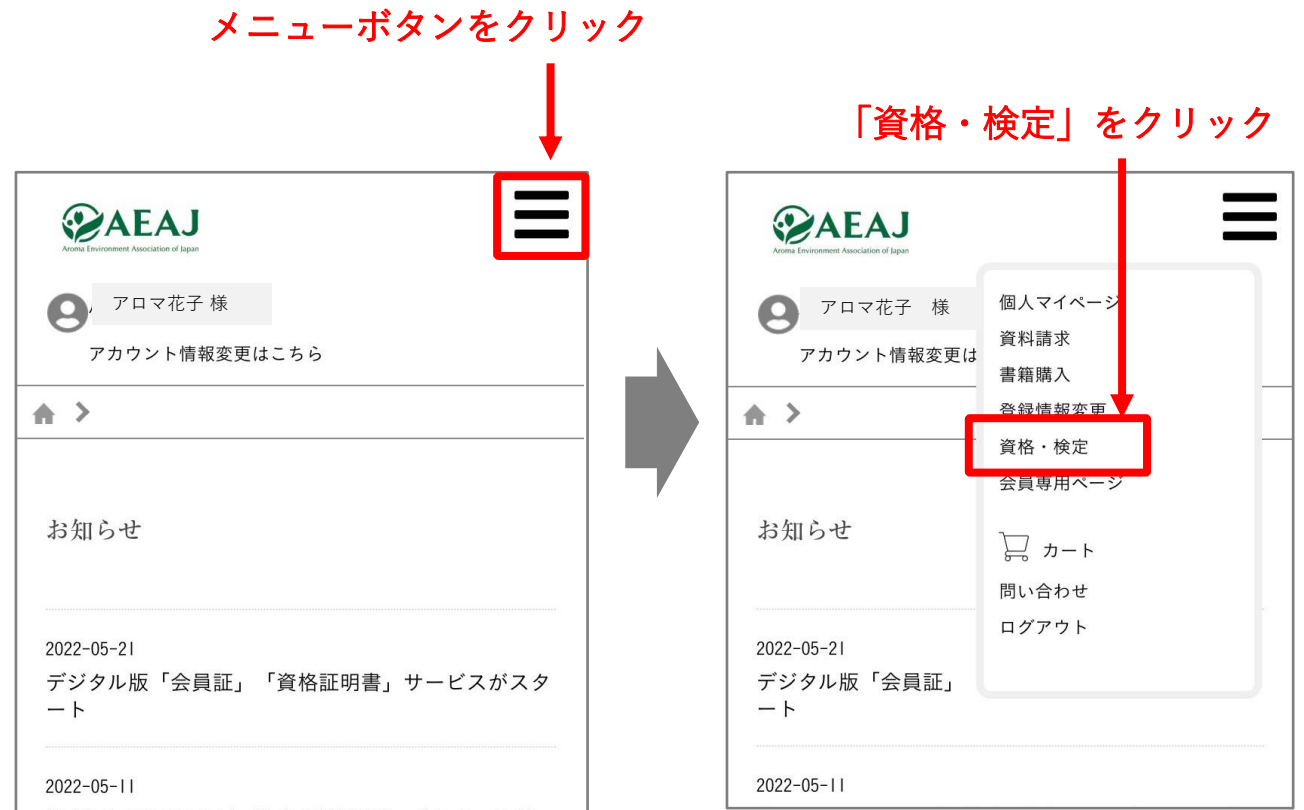 メニューボタンをクリック
「資格・検定」をクリック
AEAJ
Aroma Environment Association of Japan
アロマ花子 様
アカウント情報変更はこちら
お知らせ
2022-05-21
デジタル版「会員証」「資格証明書」サービスがスタ
ート
2022-05-11
AEAJ
Aroma Environment Association of Japan
アロマ花子　様
アカウント情報変更は
個人マイページ
資料請求
書籍購入
登録情報変更
資格・検定
会員専用ページ
カート
問い合わせ
ログアウト
お知らせ
2022-05-21
デジタル版「会員証」
ート
2022-05-11